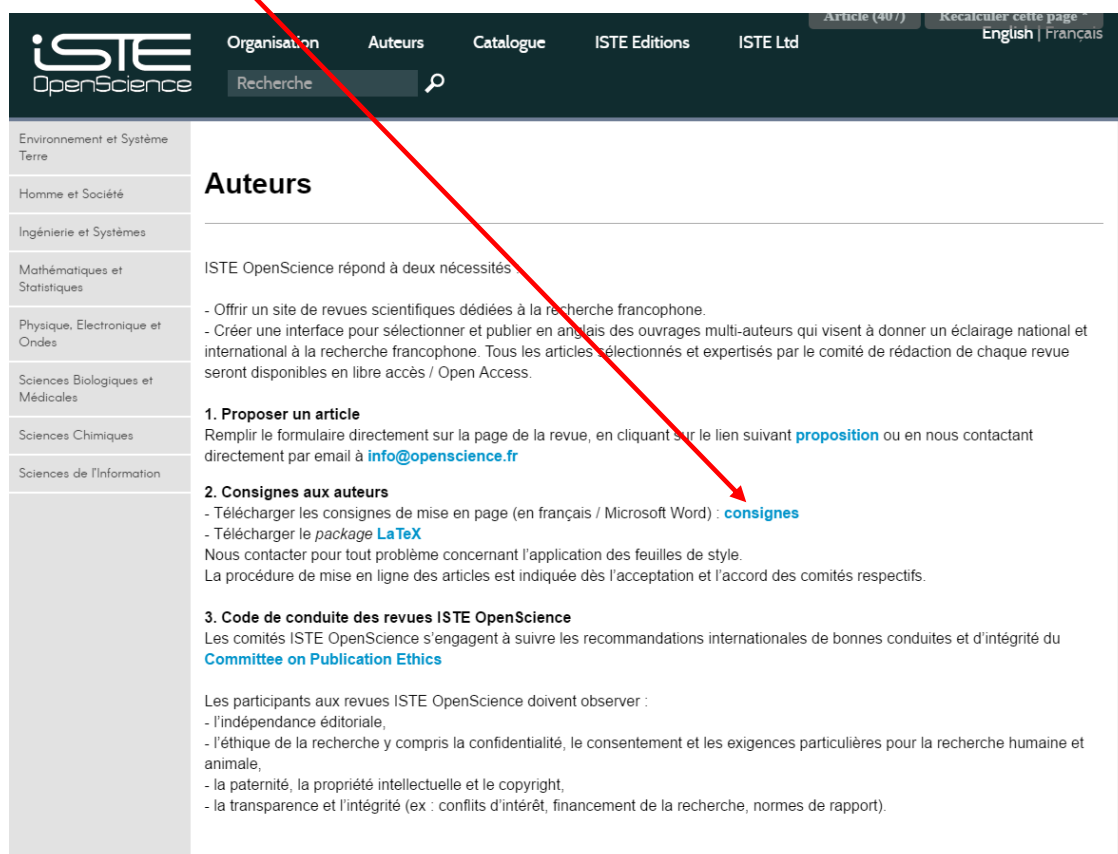 Article (407) Recalculer cette page *
iSTE OpenScience
Organisation Auteurs Catalogue ISTE Editions ISTE Ltd English | Français
Recherche
Environnement et Système
Terre
Homme et Société
Ingénierie et Systèmes
Mathématiques et
Statistiques
Physique, Electronique et
Ondes
Sciences Biologiques et
Médicales
Sciences Chimiques
Sciences de l'Information
Auteurs
ISTE OpenScience répond à deux nécessités :
- Offrir un site de revues scientifiques dédiées à la recherche francophone.
- Créer une interface pour sélectionner et publier en anglais des ouvrages multi-auteurs qui visent à donner un éclairage national et
international à la recherche francophone. Tous les articles sélectionnés et expertisés par le comité de rédaction de chaque revue
seront disponibles en libre accès / Open Access.
1. Proposer un article
Remplir le formulaire directement sur la page de la revue, en cliquant sur le lien suivant proposition ou en nous contactant
directement par email à info@openscience.fr
2. Consignes aux auteurs
- Télécharger les consignes de mise en page (en français / Microsoft Word) : consignes
- Télécharger le package LaTeX
Nous contacter pour tout problème concernant l'application des feuilles de style.
La procédure de mise en ligne des articles est indiquée dès l'acceptation et l'accord des comités respectifs.
3. Code de conduite des revues ISTE OpenScience
Les comités ISTE OpenScience s'engagent à suivre les recommandations internationales de bonnes conduites et d'intégrité du
Committee on Publication Ethics
Les participants aux revues ISTE OpenScience doivent observer :
- l'indépendance éditoriale,
- l'éthique de la recherche y compris la confidentialité, le consentement et les exigences particulières pour la recherche humaine et
animale,
- la paternité, la propriété intellectuelle et le copyright,
- la transparence et l'intégrité (ex : conflits d'intérêt, financement de la recherche, normes de rapport).